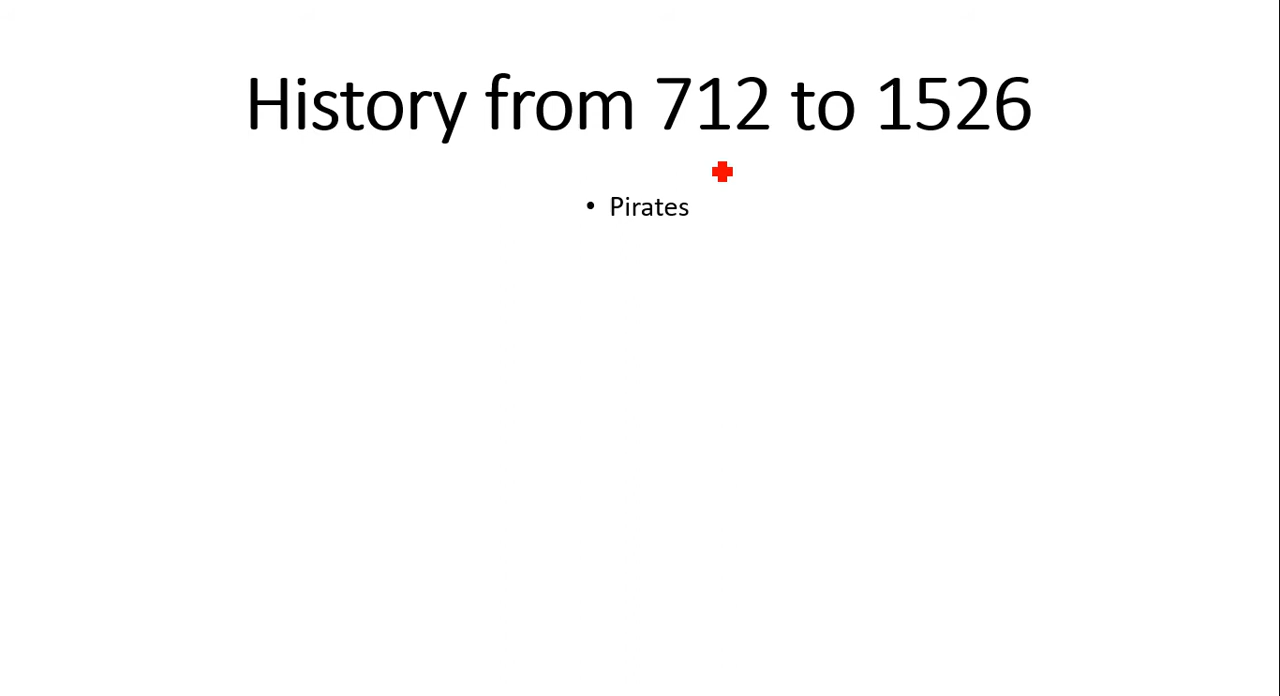 History from 712 to 1526
• Pirates